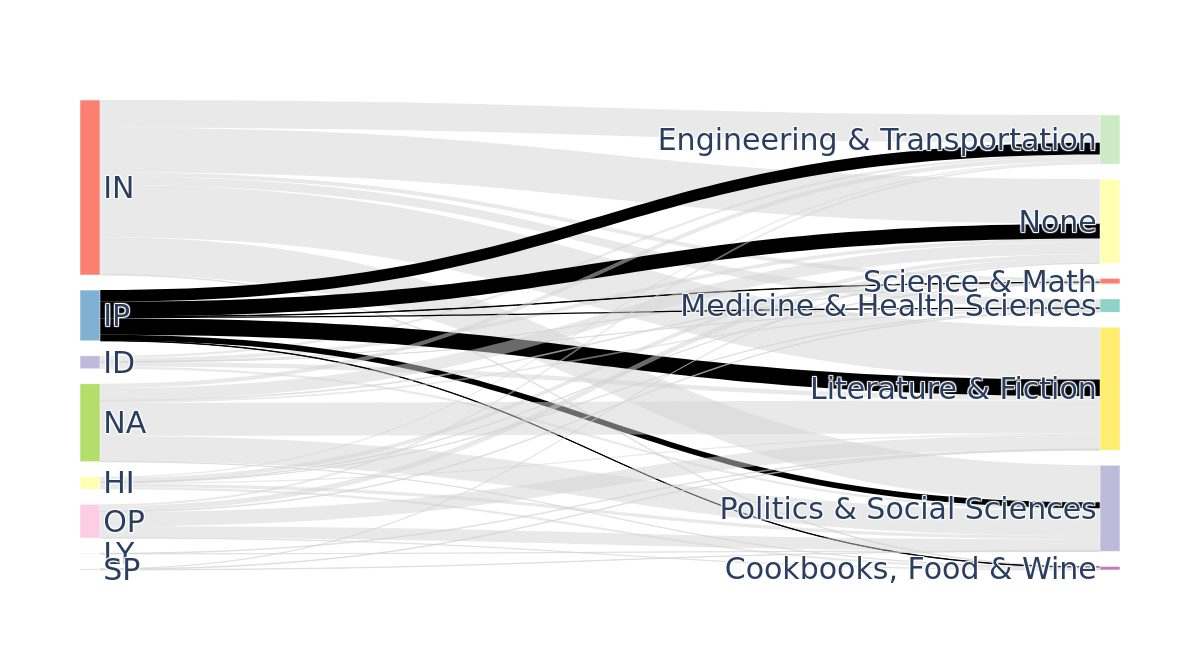 IN
IP
ID
NA
HI
OP
LY
SP
Engineering & Transportation
None
Science & Math
Medicine & Health Sciences
Literature & Fiction
Politics & Social Sciences
Cookbooks, Food & Wine